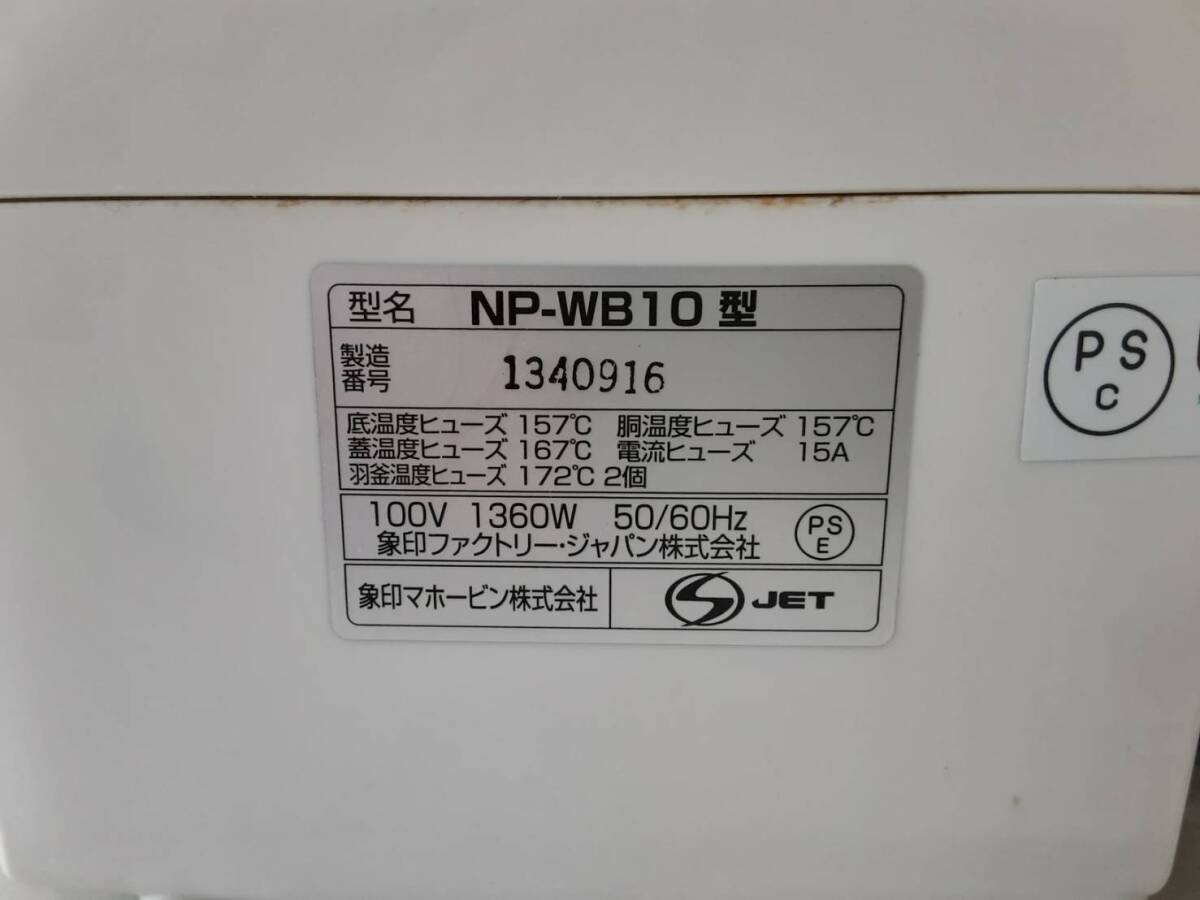 型名 NP-WB10 型
製造
番号 1340916
底温度ヒューズ 157℃ 胴温度ヒューズ 157℃
蓋温度ヒューズ 167℃ 電流ヒューズ 15A
羽釜温度ヒューズ 172℃ 2個
100V 1360W 50/60Hz
象印ファクトリー・ジャパン株式会社
PS
E
象印マホービン株式会社
JET
PS
C